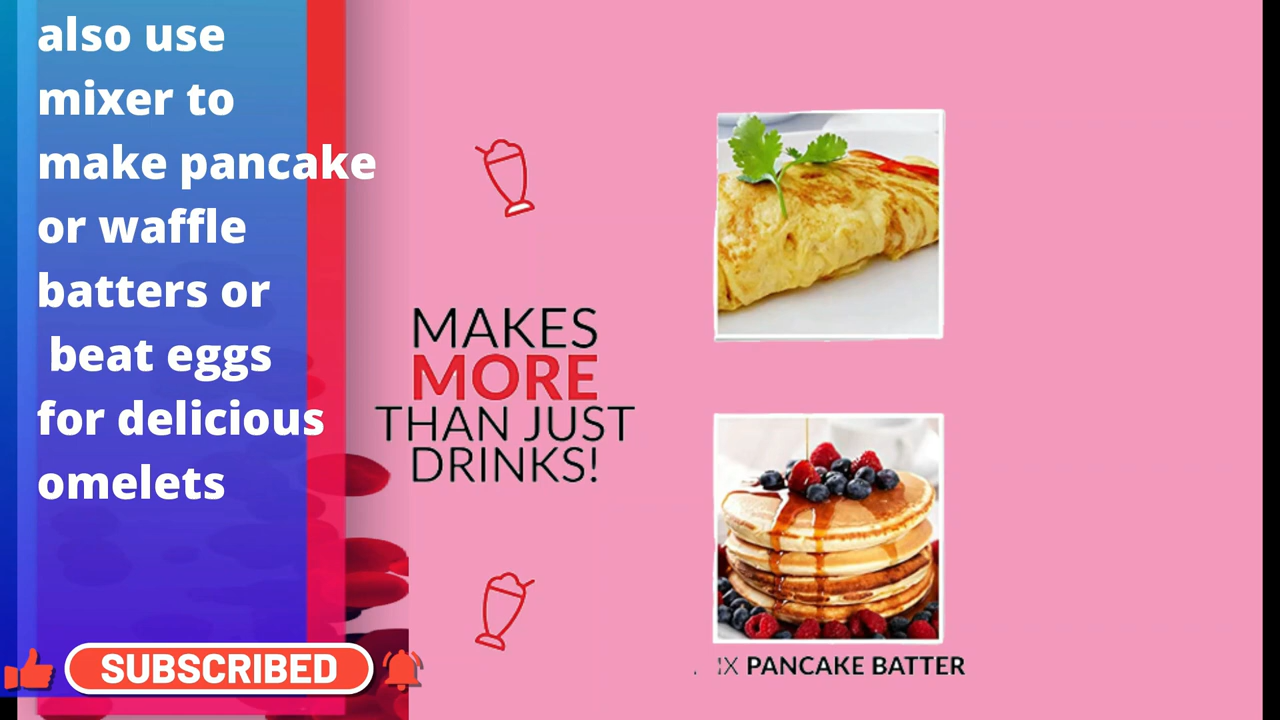 also use
mixer to
make pancake
or waffle
batters or
beat eggs
for delicious
omelets
MAKES
MORE
THAN JUST
DRINKS!
SUBSCRIBED
PANCAKE BATTER